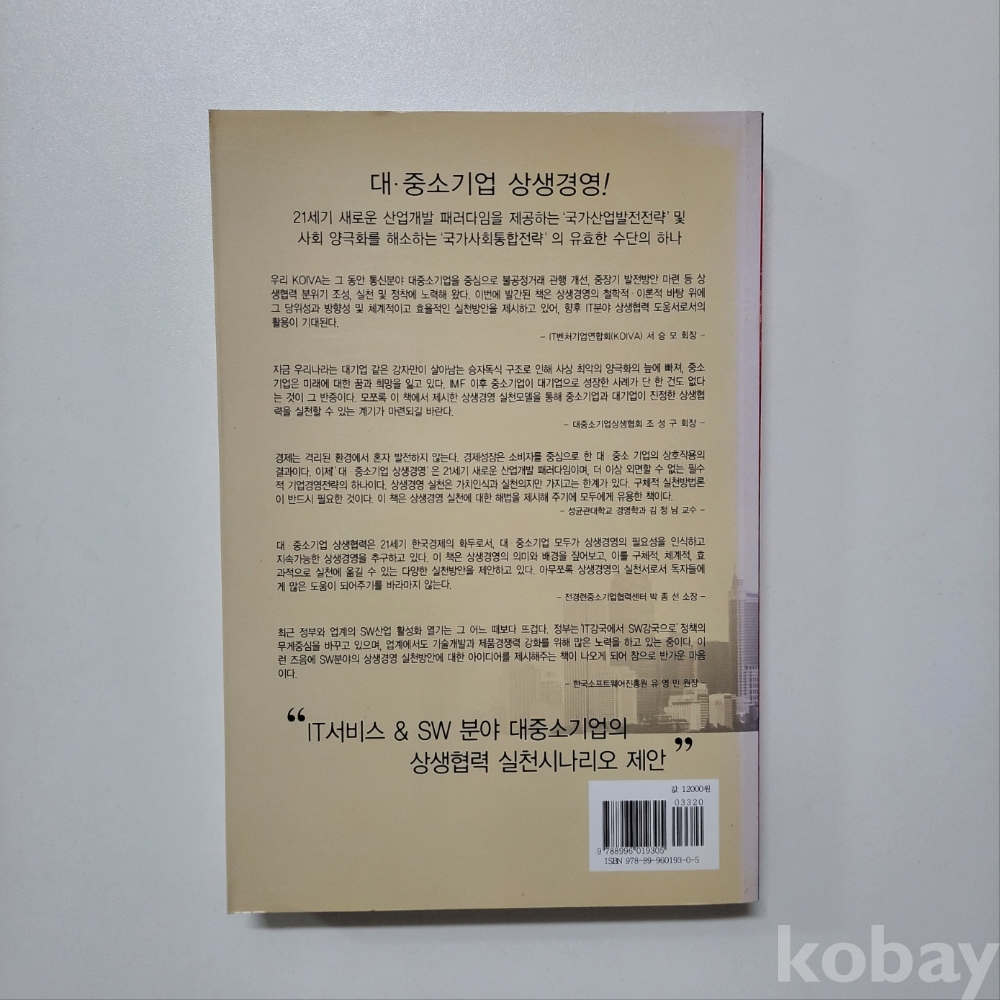 대·중소기업 상생경영!
21세기 새로운 산업개발 패러다임을 제공하는 '국가산업발전전략' 및
사회 양극화를 해소하는 '국가사회통합전략' 의 유효한 수단의 하나
우리 KOIVA는 그 동안 통신분야 대중소기업을 중심으로 불공정거래 관행 개선, 중장기 발전방안 마련 등 상
생협력 분위기 조성, 실천 및 정착에 노력해 왔다. 이번에 발간된 책은 상생경영의 철학적·이론적 바탕 위에
그 당위성과 방향성 및 체계적이고 효율적인 실천방안을 제시하고 있어, 향후 IT분야 상생협력 도움서로서의
활용이 기대된다.
- IT벤처기업연합회(KOIVA) 서 승 모 회장 -
지금 우리나라는 대기업 같은 강자만이 살아남는 승자독식 구조로 인해 사상 최악의 양극화의 늪에 빠져, 중소
기업은 미래에 대한 꿈과 희망을 잃고 있다. IMF 이후 중소기업이 대기업으로 성장한 사례가 단 한 건도 없다
는 것이 그 반증이다. 모쪼록 이 책에서 제시한 상생경영 실천모델을 통해 중소기업과 대기업이 진정한 상생협
력을 실천할 수 있는 계기가 마련되길 바란다.
- 대중소기업상생협회 조 성 구 회장 -
경제는 격리된 환경에서 혼자 발전하지 않는다. 경제성장은 소비자를 중심으로 한 대·중소 기업의 상호작용의
결과이다. 이제 '대·중소기업 상생경영' 은 21세기 새로운 산업개발 패러다임이며, 더 이상 외면할 수 없는 필수
적 기업경영전략의 하나이다. 상생경영 실천은 가치인식과 실천의지만 가지고는 한계가 있다. 구체적 실천방법론
이 반드시 필요한 것이다. 이 책은 상생경영 실천에 대한 해법을 제시해 주기에 모두에게 유용한 책이다.
- 성균관대학교 경영학과 김 정 남 교수 -
대·중소기업 상생협력은 21세기 한국경제의 화두로서, 대·중소기업 모두가 상생경영의 필요성을 인식하고
지속가능한 상생경영을 추구하고 있다. 이 책은 상생경영의 의미와 배경을 짚어보고, 이를 구체적, 체계적, 효
과적으로 실천에 옮길 수 있는 다양한 실천방안을 제안하고 있다. 아무쪼록 상생경영의 실천서로서 독자들에
게 많은 도움이 되어주기를 바라마지 않는다.
- 전경련중소기업협력센터 박 종 선 소장 -
최근 정부와 업계의 SW산업 활성화 열기는 그 어느 때보다 뜨겁다. 정부는 'IT강국에서 SW강국으로' 정책의
무게중심을 바꾸고 있으며, 업계에서도 기술개발과 제품경쟁력 강화를 위해 많은 노력을 하고 있는 중이다. 이
런 즈음에 SW분야의 상생경영 실천방안에 대한 아이디어를 제시해주는 책이 나오게 되어 참으로 반가운 마음
이다.
- 한국소프트웨어진흥원 유 영 민 원장 -
“IT서비스 & SW 분야 대중소기업의
상생협력 실천시나리오 제안”
값 12000원
03320
9 788996 019305
ISBN 978-89-960193-0-5
kobay